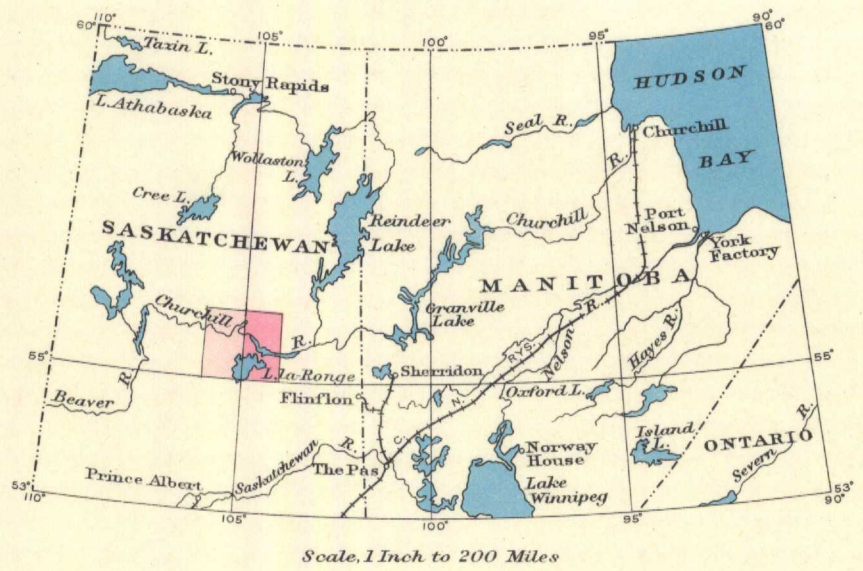 60° 110° 105° 100° 95° 90° 60°
Taxin L.
Stony Rapids
L. Athabaska
HUDSON
BAY
Seal R.
Churchill
Wollaston
L.
R.
Cree L.
SASKATCHEWAN
Reindeer
Lake
Churchill
Port
Nelson
York
Factory
MANITOBA
Churchill
R.
Granville
Lake
R.
RYS.
Nelson
Hayes R.
55°
55°
L. la Ronge
Sherridon
Beaver
R.
Flinflon
N.
Oxford L.
Island
L.
ONTARIO
Severn R.
C.
Norway
House
Lake
Winnipeg
Saskatchewan R.
The Pas
Prince Albert
53°
110°
105°
100°
95°
90°
53°
Scale, 1 Inch to 200 Miles